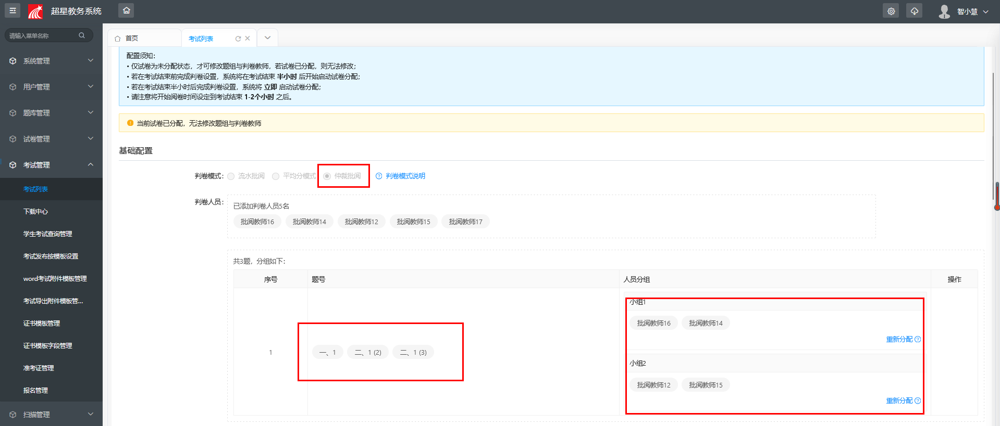 超星教务系统
智小慧
请输入菜单名称
系统管理
用户管理
题库管理
试卷管理
考试管理
考试列表
下载中心
学生考试查询管理
考试发布按模板设置
word考试附件模板管理
考试导出附件模板管...
证书模板管理
证书模板字段管理
准考证管理
报名管理
扫描管理
首页
考试列表
配置须知：
• 仅试卷为未分配状态，才可修改题组与判卷教师，若试卷已分配，则无法修改；
• 若在考试结束前完成判卷设置，系统将在考试结束 半小时 后开始启动试卷分配；
• 若在考试结束半小时后完成判卷设置，系统将 立即 启动试卷分配；
• 请注意将开始阅卷时间设定到考试结束 1-2个小时 之后。
当前试卷已分配，无法修改题组与判卷教师
基础配置
判卷模式： 流水批阅 平均分模式 仲裁批阅 判卷模式说明
判卷人员：
已添加判卷人员5名
批阅教师16 批阅教师14 批阅教师12 批阅教师15 批阅教师17
共3题，分组如下：
序号 题号 人员分组 操作
1 一、1 二、1 (2) 二、1 (3)
小组1
批阅教师16 批阅教师14
重新分配
小组2
批阅教师12 批阅教师15
重新分配